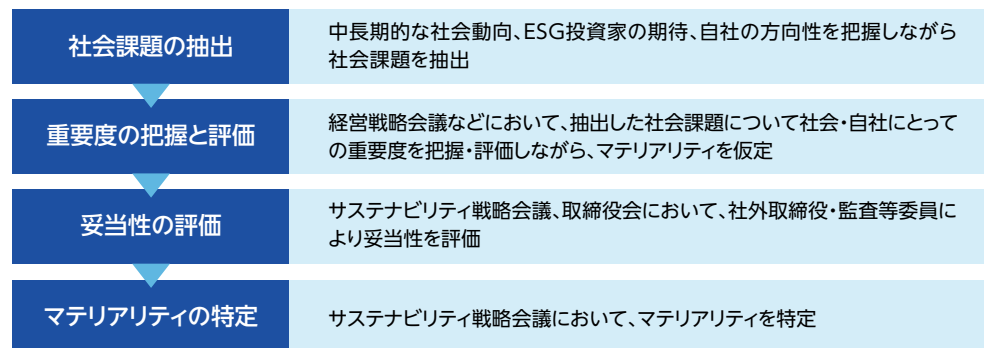 社会課題の抽出
中長期的な社会動向、ESG投資家の期待、自社の方向性を把握しながら
社会課題を抽出
重要度の把握と評価
経営戦略会議などにおいて、抽出した社会課題について社会・自社にとって
の重要度を把握・評価しながら、マテリアリティを仮定
妥当性の評価
サステナビリティ戦略会議、取締役会において、社外取締役・監査等委員に
より妥当性を評価
マテリアリティの特定
サステナビリティ戦略会議において、マテリアリティを特定